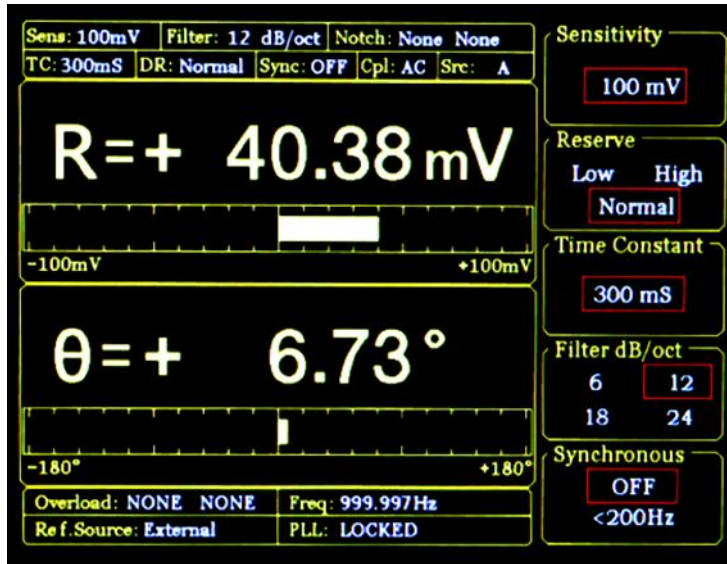 Sens: 100mV Filter: 12 dB/oct Notch: None None
TC: 300mS DR: Normal Sync: OFF Cpl: AC Src: A
R=+ 40.38 mV
-100mV +100mV
θ=+ 6.73°
-180° +180°
Overload: NONE NONE Freq: 999.997Hz
Ref.Source: External PLL: LOCKED
Sensitivity
100 mV
Reserve
Low High
Normal
Time Constant
300 mS
Filter dB/oct
6 12
18 24
Synchronous
OFF
<200Hz